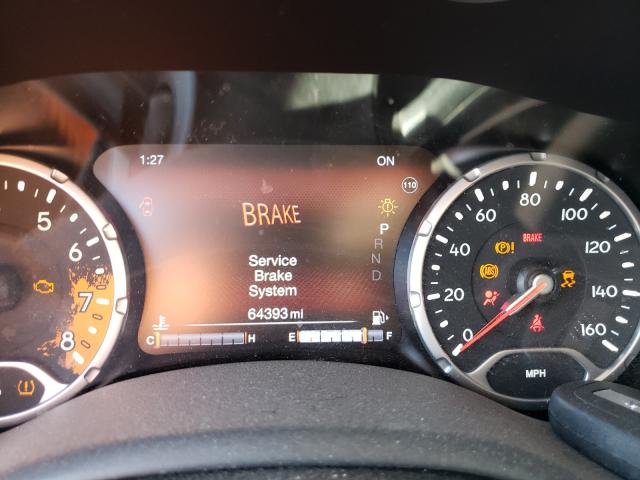 1:27
ON
110
BRAKE
Service
Brake
System
64393 mi
P
R
N
D
C
H
E
F
5
6
7
8
0
20
40
60
80
100
120
140
160
BRAKE
P !
ABS
MPH